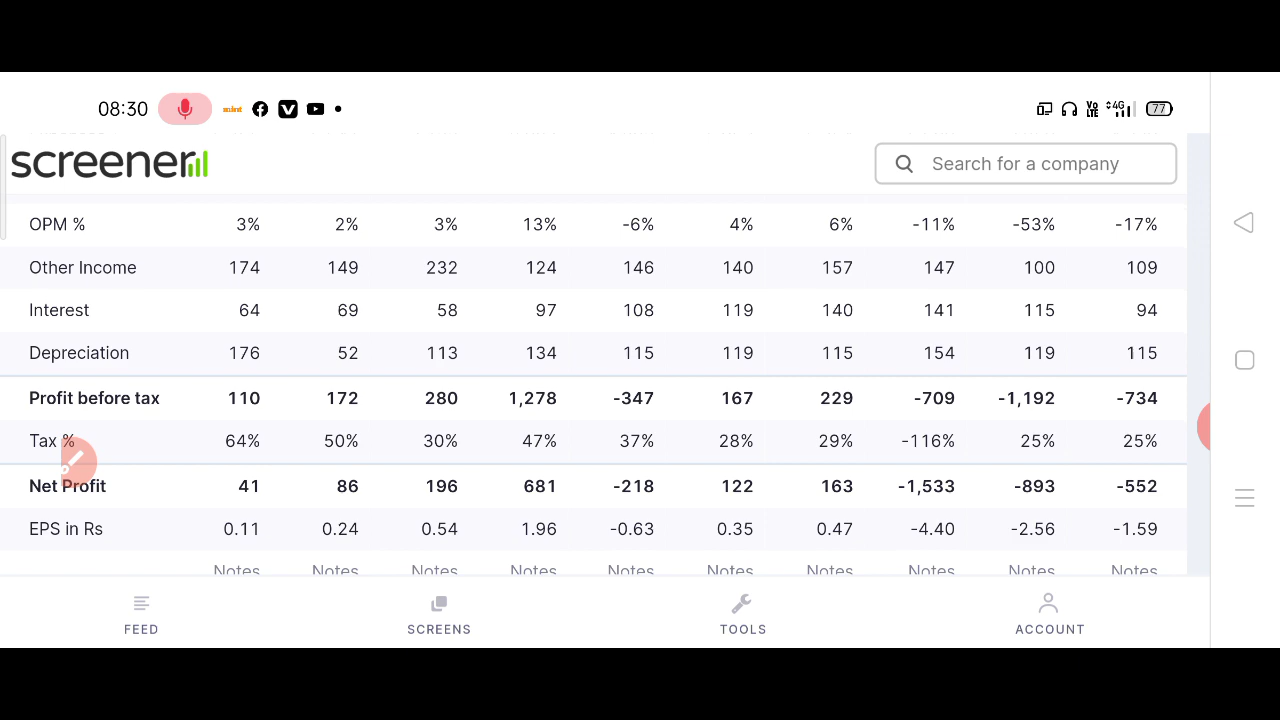 08:30 4G 77
screener Search for a company
OPM % 3% 2% 3% 13% -6% 4% 6% -11% -53% -17%
Other Income 174 149 232 124 146 140 157 147 100 109
Interest 64 69 58 97 108 119 140 141 115 94
Depreciation 176 52 113 134 115 119 115 154 119 115
Profit before tax 110 172 280 1,278 -347 167 229 -709 -1,192 -734
Tax % 64% 50% 30% 47% 37% 28% 29% -116% 25% 25%
Net Profit 41 86 196 681 -218 122 163 -1,533 -893 -552
EPS in Rs 0.11 0.24 0.54 1.96 -0.63 0.35 0.47 -4.40 -2.56 -1.59
Notes Notes Notes Notes Notes Notes Notes Notes Notes Notes
FEED SCREENS TOOLS ACCOUNT